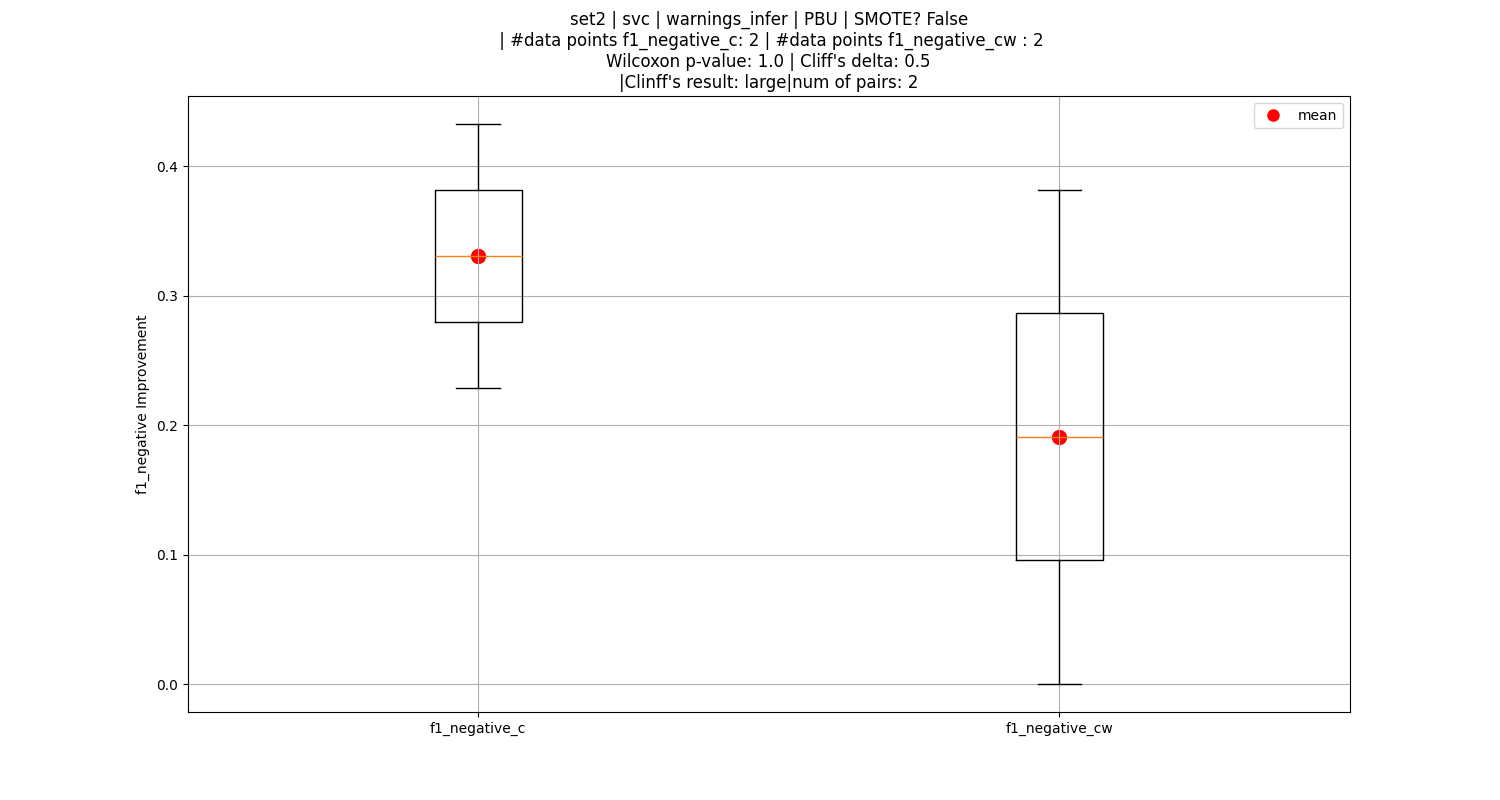 set2 | svc | warnings_infer | PBU | SMOTE? False
| #data points f1_negative_c: 2 | #data points f1_negative_cw : 2
Wilcoxon p-value: 1.0 | Cliff's delta: 0.5
|Clinff's result: large|num of pairs: 2
mean
0.4
0.3
0.2
0.1
0.0
f1_negative Improvement
f1_negative_c
f1_negative_cw